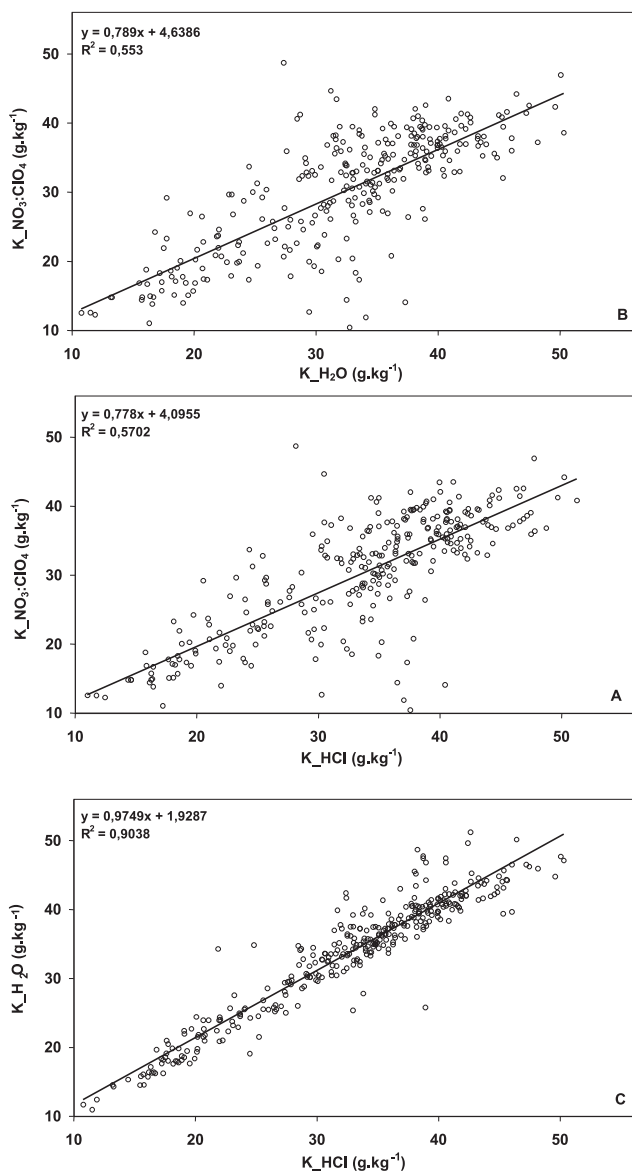 y = 0,789x + 4,6386
R² = 0,553
50
40
30
20
10
K_NO₃:ClO₄ (g.kg⁻¹)
10 20 30 40 50
K_H₂O (g.kg⁻¹)
B
y = 0,778x + 4,0955
R² = 0,5702
50
40
30
20
10
K_NO₃:ClO₄ (g.kg⁻¹)
10 20 30 40 50
K_HCl (g.kg⁻¹)
A
y = 0,9749x + 1,9287
R² = 0,9038
50
40
30
20
10
K_H₂O (g.kg⁻¹)
10 20 30 40 50
K_HCl (g.kg⁻¹)
C